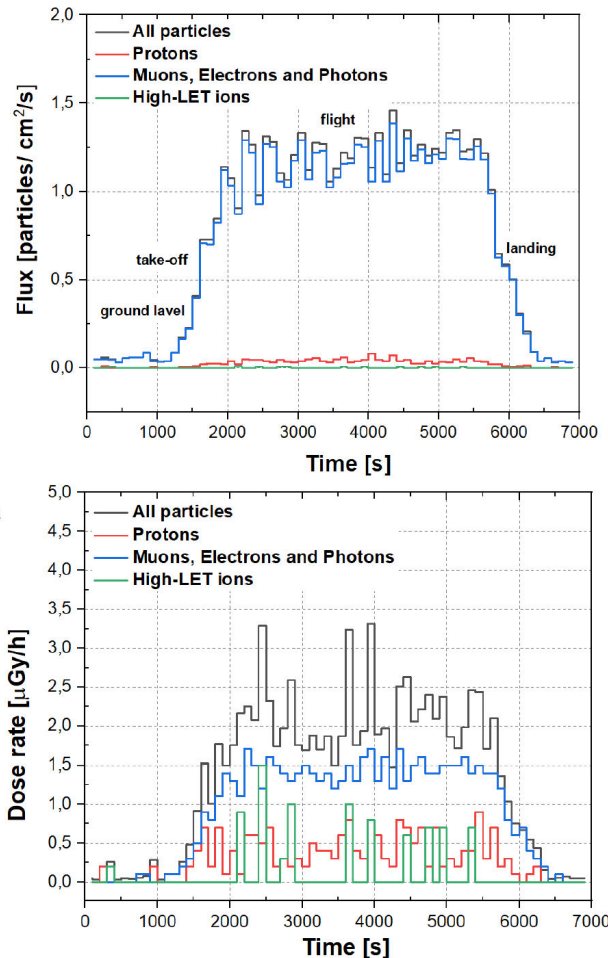 2,0
All particles
Protons
Muons, Electrons and Photons
High-LET ions
flight
1,5
1,0
take-off
landing
0,5
ground lavel
0,0
Flux [particles/ cm²/s]
0 1000 2000 3000 4000 5000 6000 7000
Time [s]
5,0
All particles
4,5
Protons
Muons, Electrons and Photons
4,0
High-LET ions
3,5
3,0
2,5
2,0
1,5
1,0
0,5
0,0
Dose rate [μGy/h]
0 1000 2000 3000 4000 5000 6000 7000
Time [s]